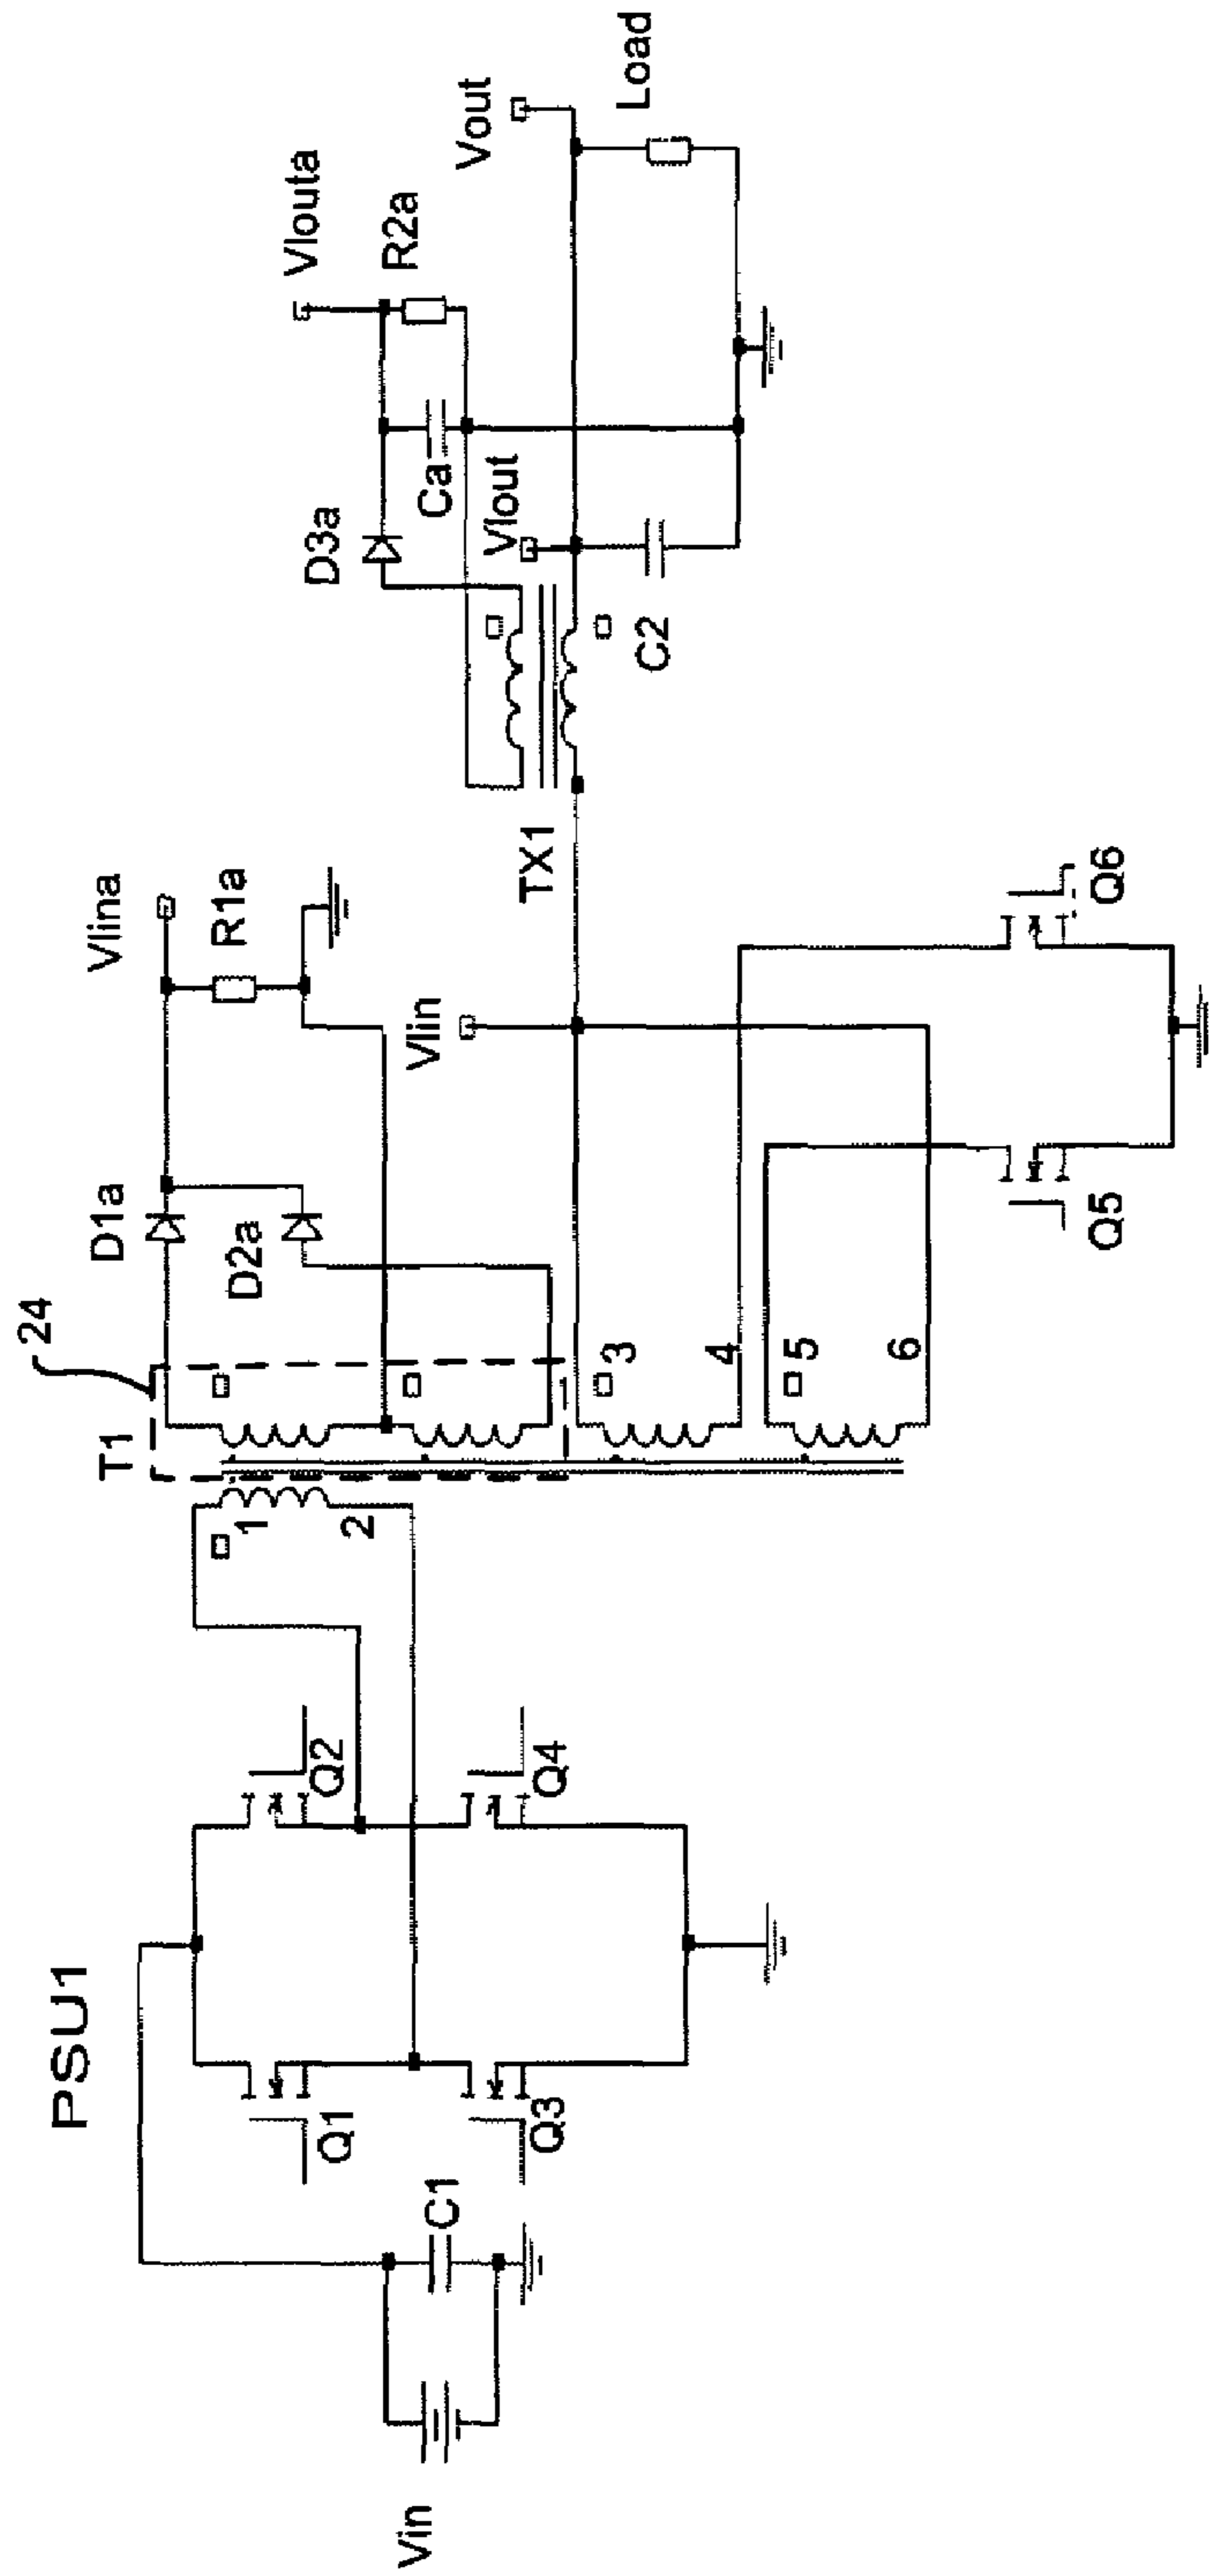 PSU1
Vin
C1
Q1
Q2
Q3
Q4
T1
24
1
2
D1a
D2a
Vlina
R1a
Vlin
3
4
5
6
Q5
Q6
TX1
D3a
Ca
Vlouta
R2a
Vlout
C2
Vout
Load